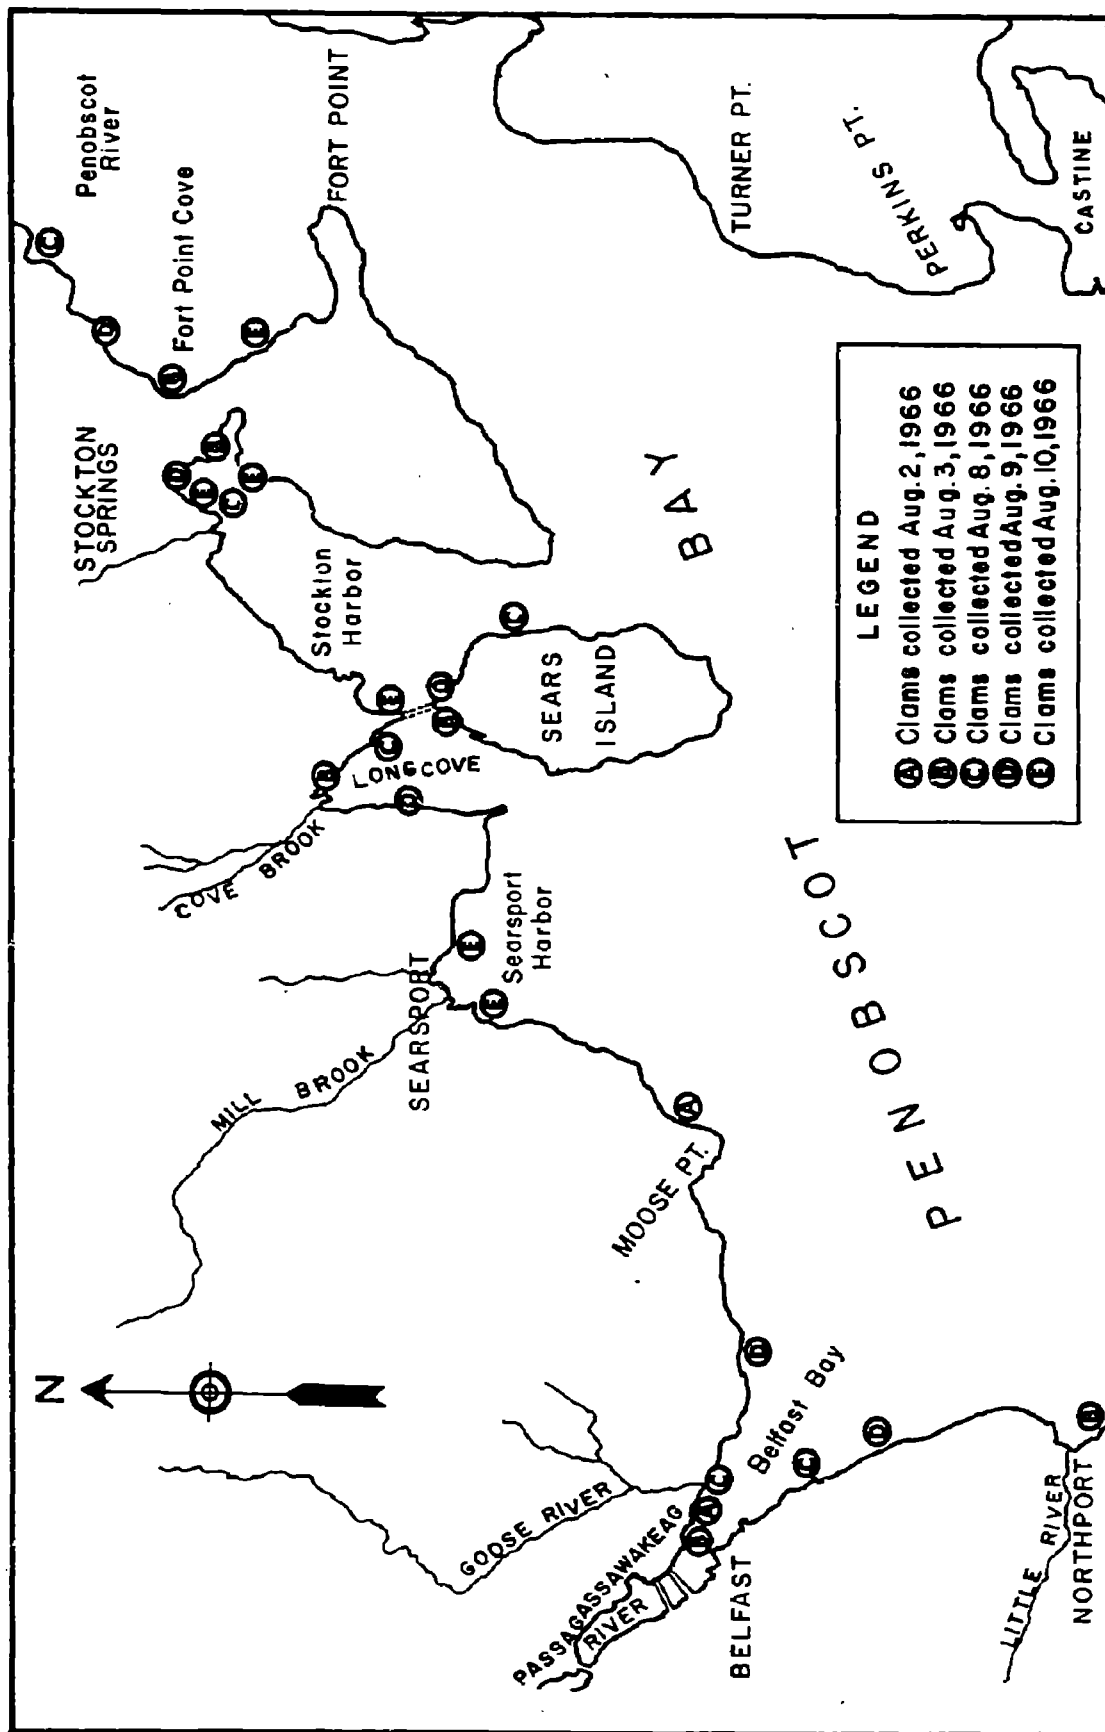 N
Penobscot
River
Fort Point Cove
FORT POINT
STOCKTON
SPRINGS
Stockton
Harbor
TURNER PT.
PERKINS PT.
CASTINE
COVE BROOK
LONG COVE
SEARS
ISLAND
MILL BROOK
SEARSPORT
Searsport
Harbor
MOOSE PT.
PENOBSCOT BAY
GOOSE RIVER
PASSAGASSAWAKEAG
RIVER
BELFAST
Belfast Bay
LITTLE RIVER
NORTHPORT
LEGEND
A Clams collected Aug. 2, 1966
B Clams collected Aug. 3, 1966
C Clams collected Aug. 8, 1966
D Clams collected Aug. 9, 1966
E Clams collected Aug. 10, 1966